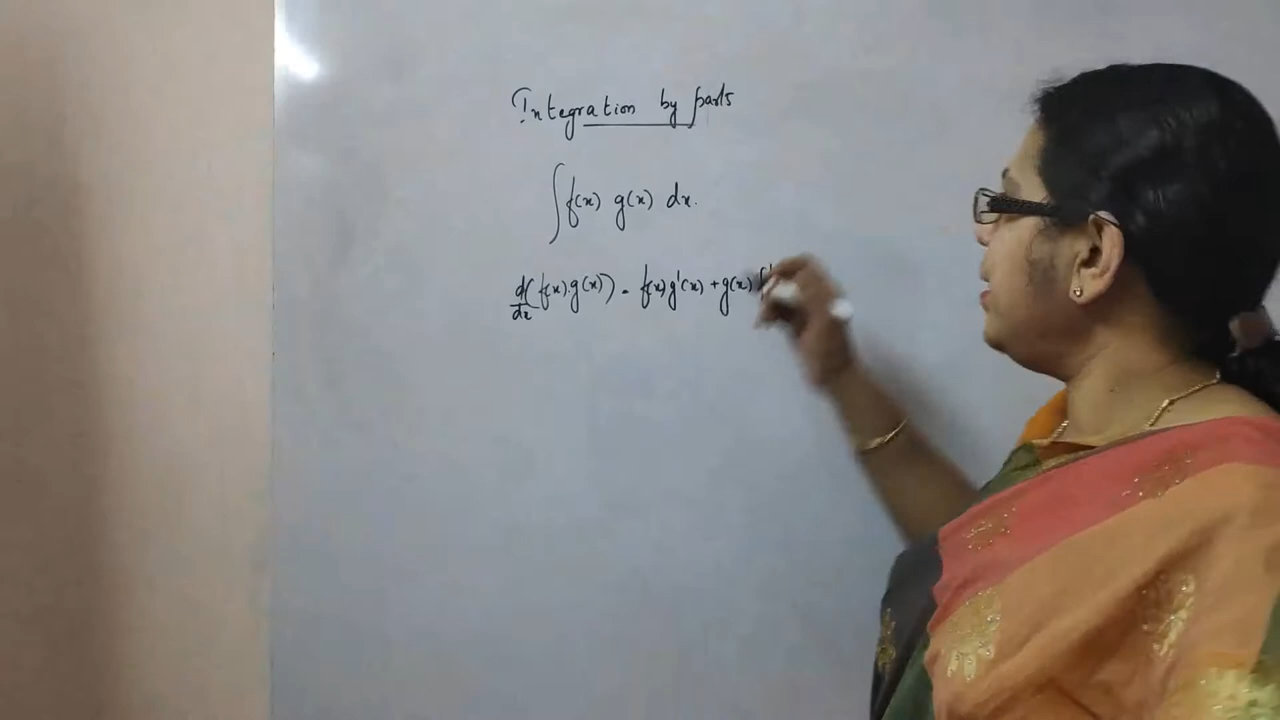 Integration by parts
∫f(x) g(x) dx.
d/dx (f(x).g(x)) = f(x)g'(x) + g(x) f'